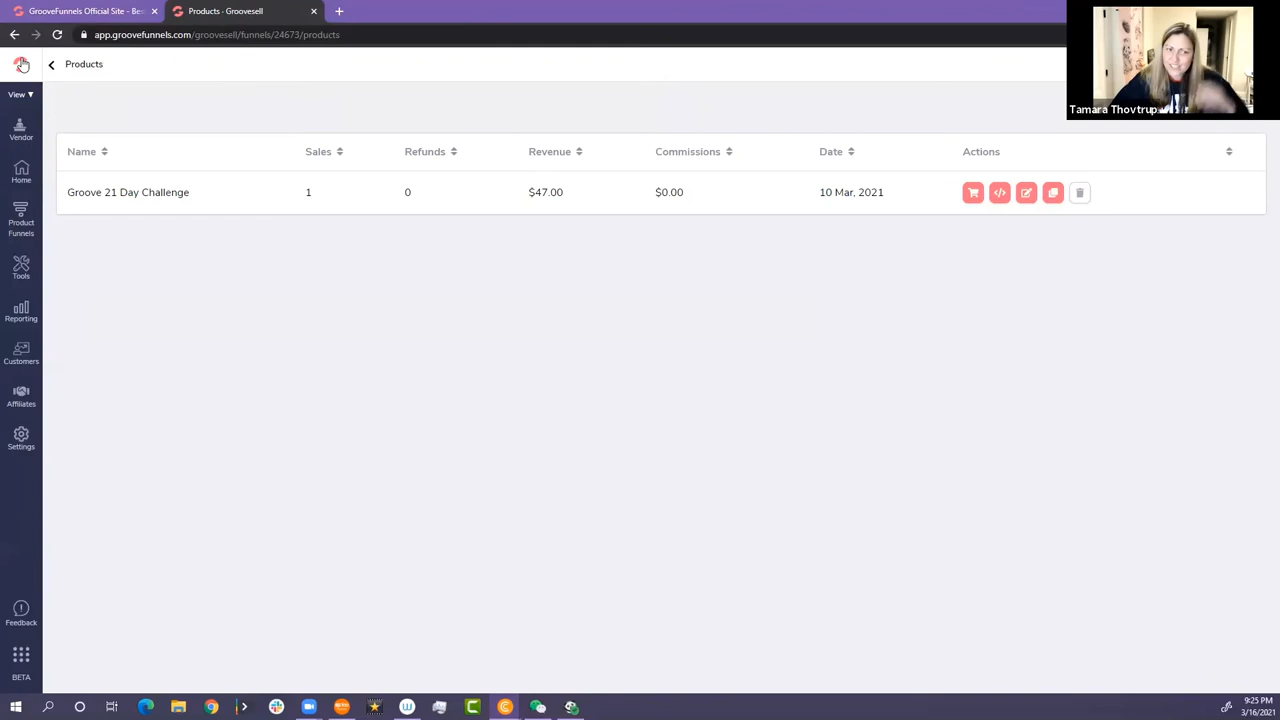 GrooveFunnels Official Site - Bes
Products - Groovesell
app.groovefunnels.com/groovesell/funnels/24673/products
Products
Tamara Thovtrup
View ▼
Vendor
Home
Product
Funnels
Tools
Reporting
Customers
Affiliates
Settings
Feedback
BETA
Name Sales Refunds Revenue Commissions Date Actions
Groove 21 Day Challenge 1 0 $47.00 $0.00 10 Mar, 2021
9:25 PM
3/16/2021